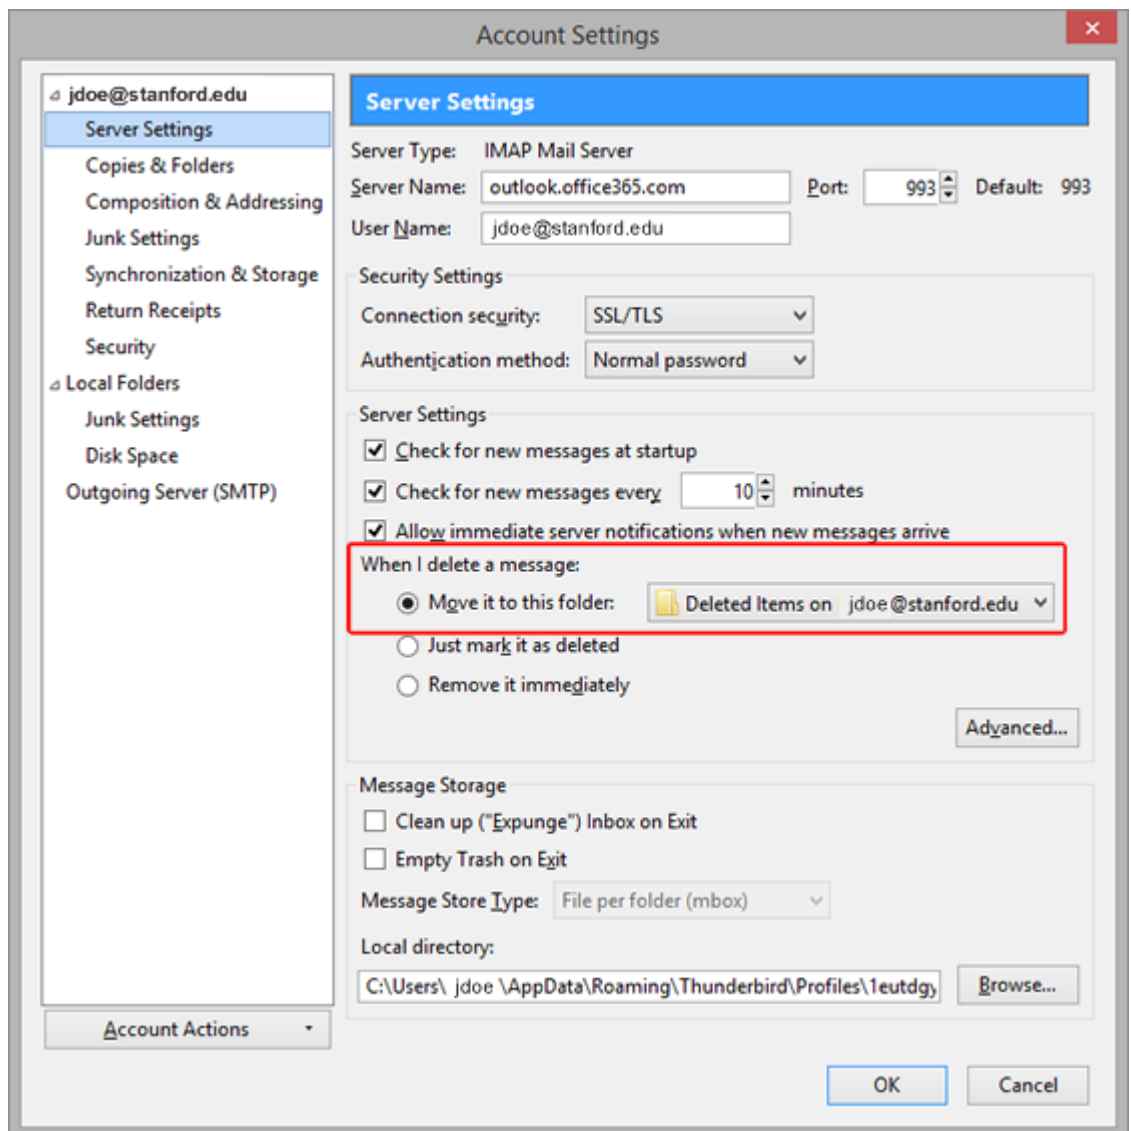 Account Settings
jdoe@stanford.edu
Server Settings
Copies & Folders
Composition & Addressing
Junk Settings
Synchronization & Storage
Return Receipts
Security
Local Folders
Junk Settings
Disk Space
Outgoing Server (SMTP)
Account Actions
Server Settings
Server Type: IMAP Mail Server
Server Name: outlook.office365.com Port: 993 Default: 993
User Name: jdoe@stanford.edu
Security Settings
Connection security: SSL/TLS
Authentication method: Normal password
Server Settings
Check for new messages at startup
Check for new messages every 10 minutes
Allow immediate server notifications when new messages arrive
When I delete a message:
Move it to this folder: Deleted Items on jdoe@stanford.edu
Just mark it as deleted
Remove it immediately
Advanced...
Message Storage
Clean up ("Expunge") Inbox on Exit
Empty Trash on Exit
Message Store Type: File per folder (mbox)
Local directory:
C:\Users\ jdoe \AppData\Roaming\Thunderbird\Profiles\1eutdgy Browse...
OK Cancel